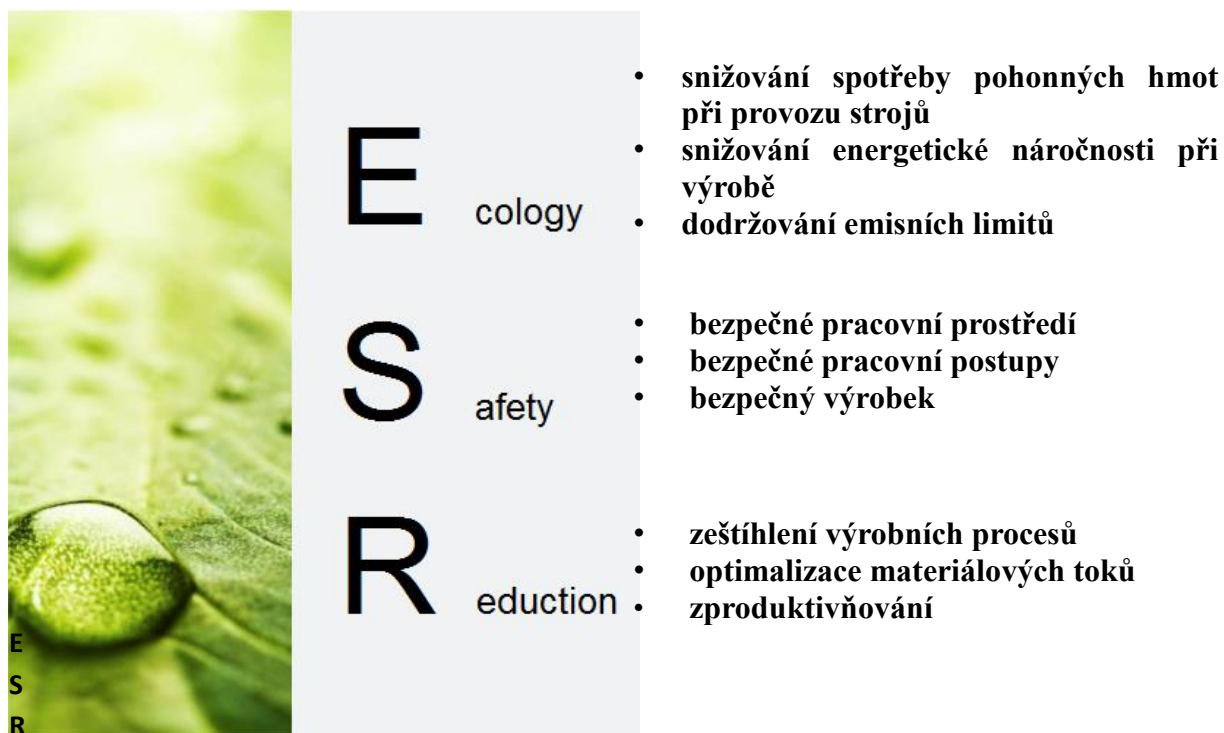 E cology
• snižování spotřeby pohonných hmot
při provozu strojů
• snižování energetické náročnosti při
výrobě
• dodržování emisních limitů
S afety
• bezpečné pracovní prostředí
• bezpečné pracovní postupy
• bezpečný výrobek
R eduction
• zeštíhlení výrobních procesů
• optimalizace materiálových toků
• zproduktivňování
E
S
R